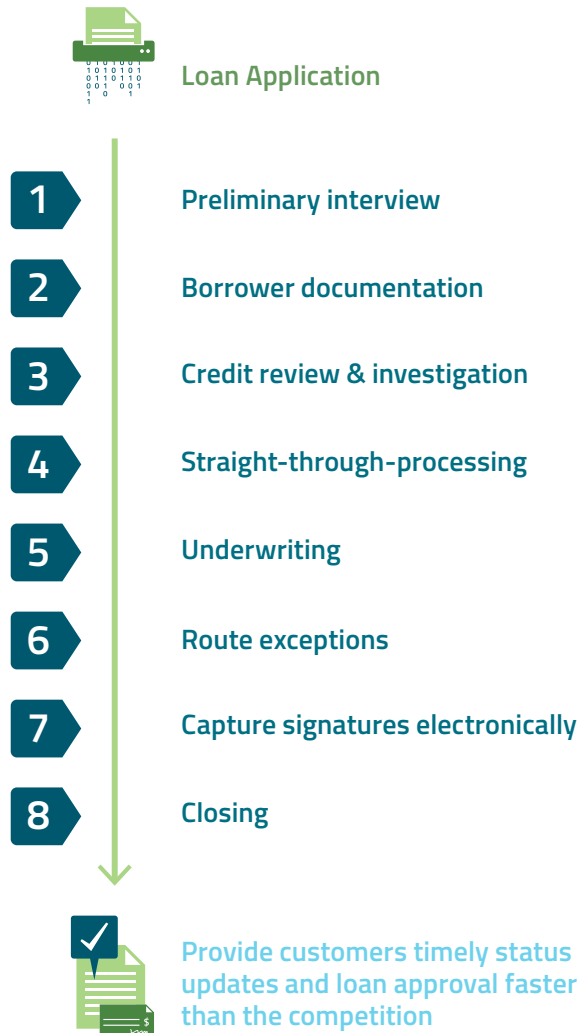 Loan Application
1 Preliminary interview
2 Borrower documentation
3 Credit review & investigation
4 Straight-through-processing
5 Underwriting
6 Route exceptions
7 Capture signatures electronically
8 Closing
Provide customers timely status
updates and loan approval faster
than the competition
$